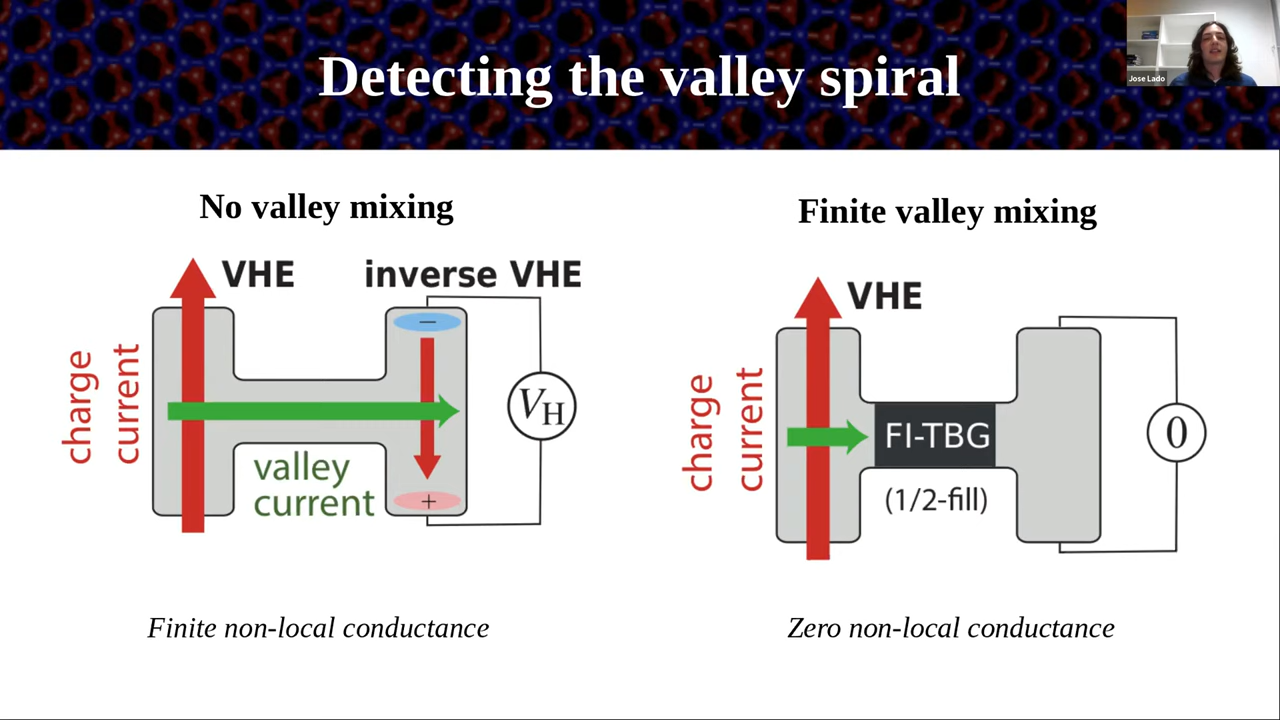 Detecting the valley spiral
Jose Lado
No valley mixing
VHE
inverse VHE
charge
current
−
+
VH
valley
current
Finite non-local conductance
Finite valley mixing
VHE
charge
current
FI-TBG
(1/2-fill)
0
Zero non-local conductance